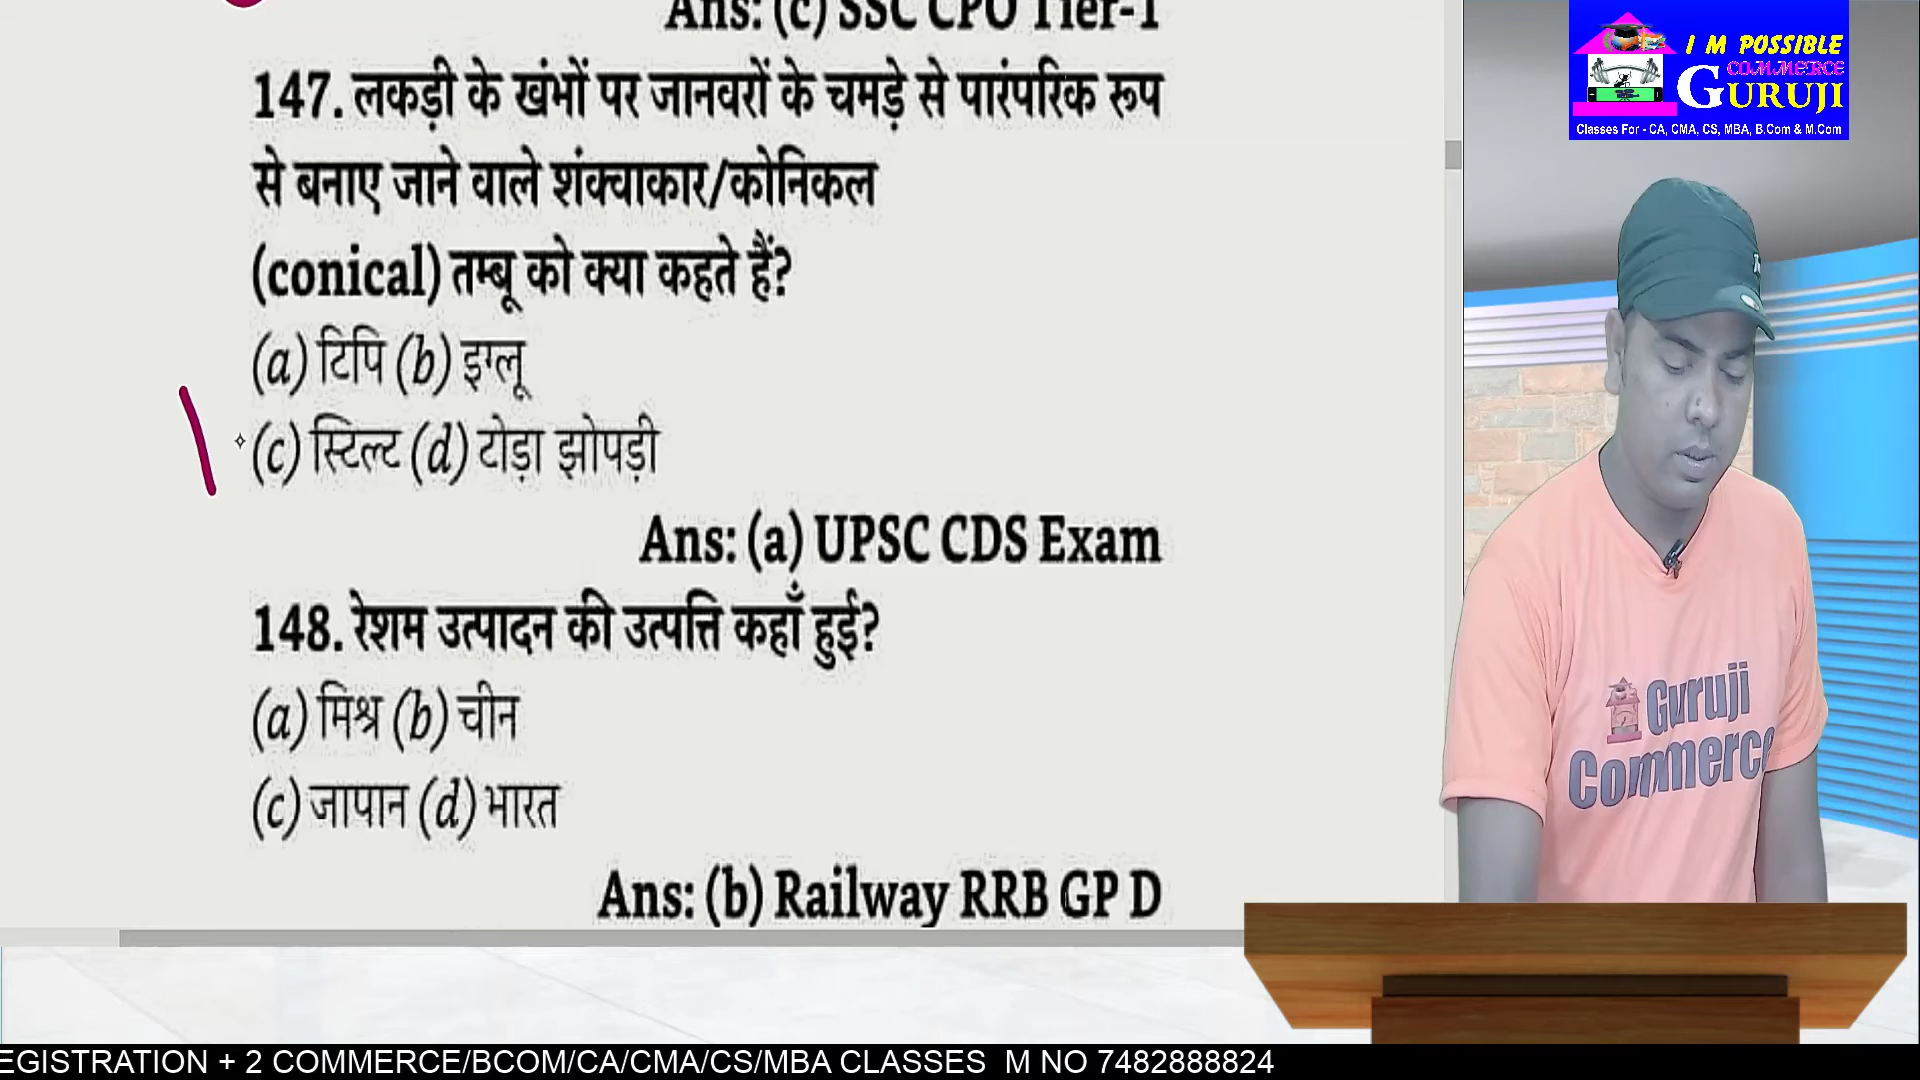 Ans: (c) SSC CPO Tier-1
147. लकड़ी के खंभों पर जानवरों के चमड़े से पारंपरिक रूप
से बनाए जाने वाले शंक्वाकार/कोनिकल
(conical) तम्बू को क्या कहते हैं?
(a) टिपि (b) इग्लू
(c) स्टिल्ट (d) टोड़ा झोपड़ी
Ans: (a) UPSC CDS Exam
148. रेशम उत्पादन की उत्पत्ति कहाँ हुई?
(a) मिश्र (b) चीन
(c) जापान (d) भारत
Ans: (b) Railway RRB GP D
I M POSSIBLE
COMMERCE
GURUJI
Classes For - CA, CMA, CS, MBA, B.Com & M.Com
Guruji
Commerce
EGISTRATION + 2 COMMERCE/BCOM/CA/CMA/CS/MBA CLASSES M NO 7482888824